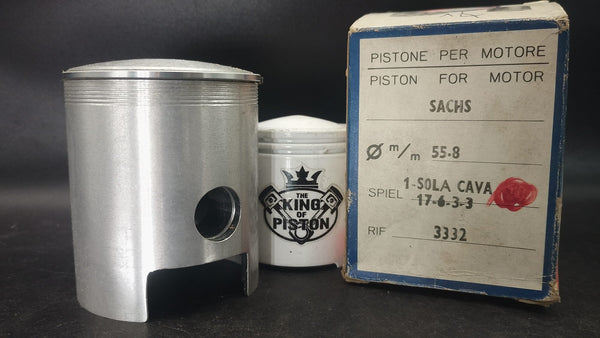 PISTONE PER MOTORE
PISTON FOR MOTOR
SACHS
Ø m/m 55.8
SPIEL 1-SOLA CAVA
17-6-3-3
RIF 3332
THE
KING
OF
PISTON